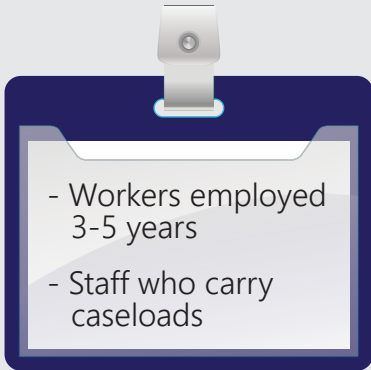 - Workers employed
3-5 years
- Staff who carry
caseloads